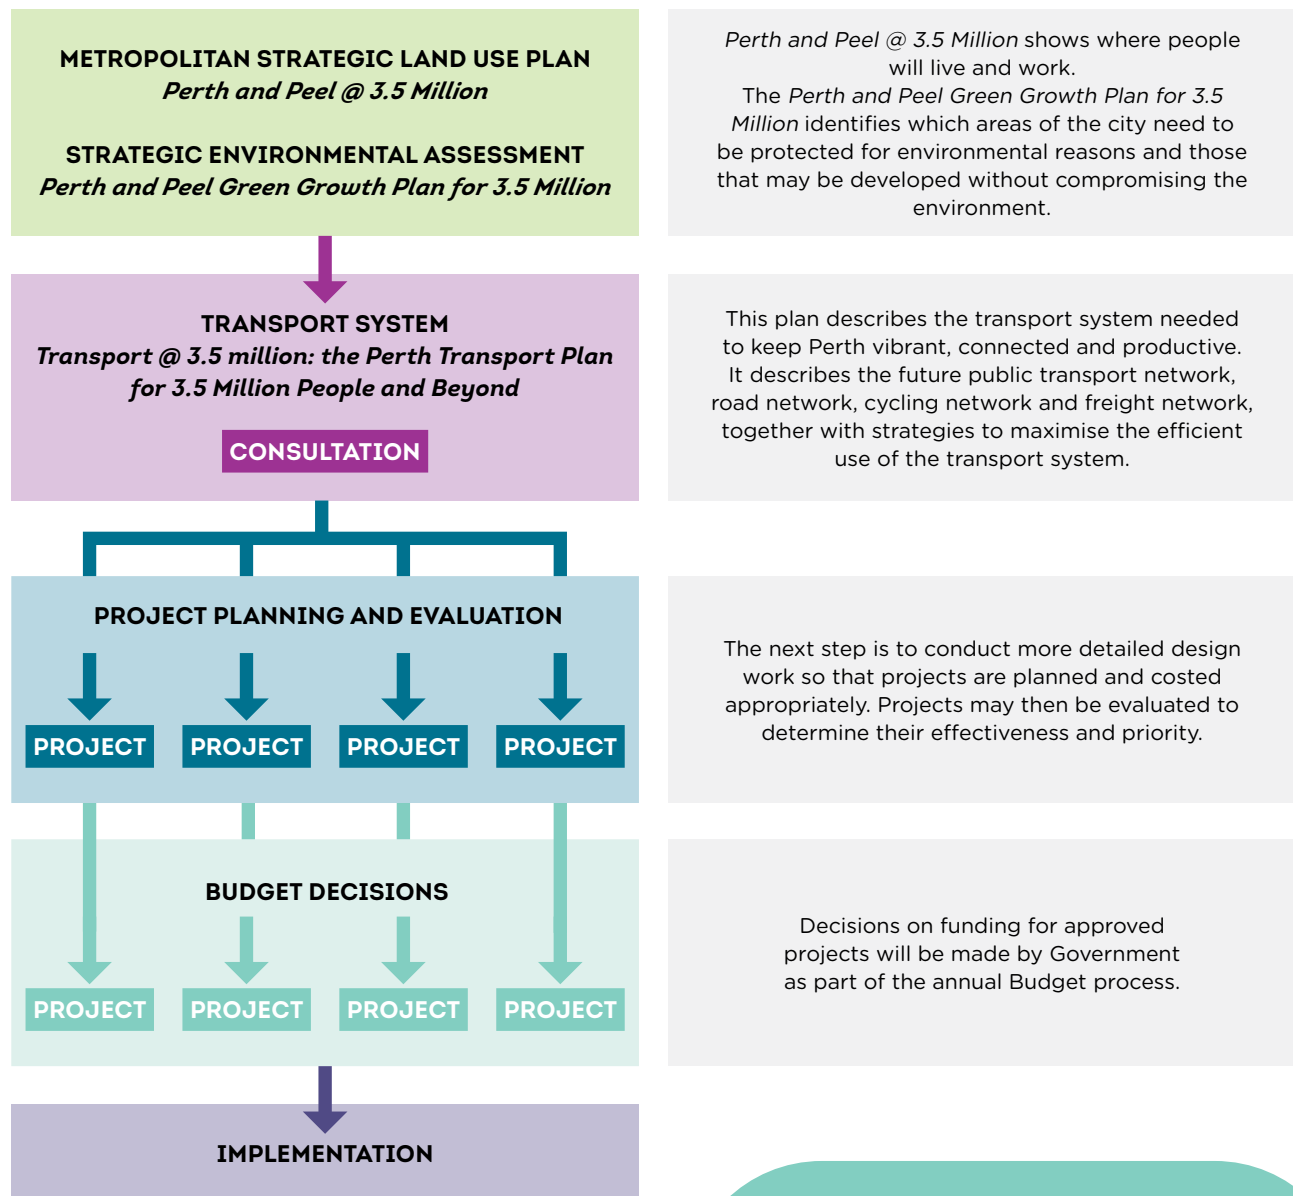 METROPOLITAN STRATEGIC LAND USE PLAN
Perth and Peel @ 3.5 Million
STRATEGIC ENVIRONMENTAL ASSESSMENT
Perth and Peel Green Growth Plan for 3.5 Million
Perth and Peel @ 3.5 Million shows where people
will live and work.
The Perth and Peel Green Growth Plan for 3.5
Million identifies which areas of the city need to
be protected for environmental reasons and those
that may be developed without compromising the
environment.
TRANSPORT SYSTEM
Transport @ 3.5 million: the Perth Transport Plan
for 3.5 Million People and Beyond
CONSULTATION
This plan describes the transport system needed
to keep Perth vibrant, connected and productive.
It describes the future public transport network,
road network, cycling network and freight network,
together with strategies to maximise the efficient
use of the transport system.
PROJECT PLANNING AND EVALUATION
PROJECT PROJECT PROJECT PROJECT
The next step is to conduct more detailed design
work so that projects are planned and costed
appropriately. Projects may then be evaluated to
determine their effectiveness and priority.
BUDGET DECISIONS
PROJECT PROJECT PROJECT PROJECT
Decisions on funding for approved
projects will be made by Government
as part of the annual Budget process.
IMPLEMENTATION